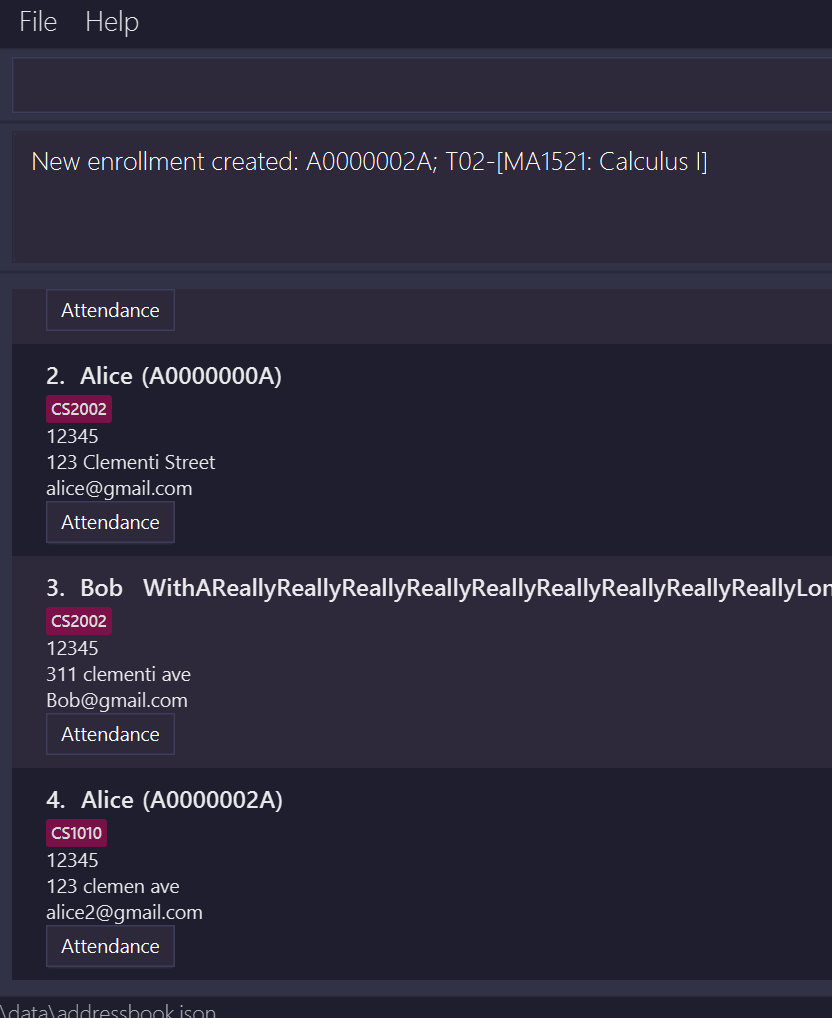 File Help
New enrollment created: A0000002A; T02-[MA1521: Calculus I]
Attendance
2. Alice (A0000000A)
CS2002
12345
123 Clementi Street
alice@gmail.com
Attendance
3. Bob WithAReallyReallyReallyReallyReallyReallyReallyReallyReallyLon
CS2002
12345
311 clementi ave
Bob@gmail.com
Attendance
4. Alice (A0000002A)
CS1010
12345
123 clemen ave
alice2@gmail.com
Attendance
\data\addressbook.json